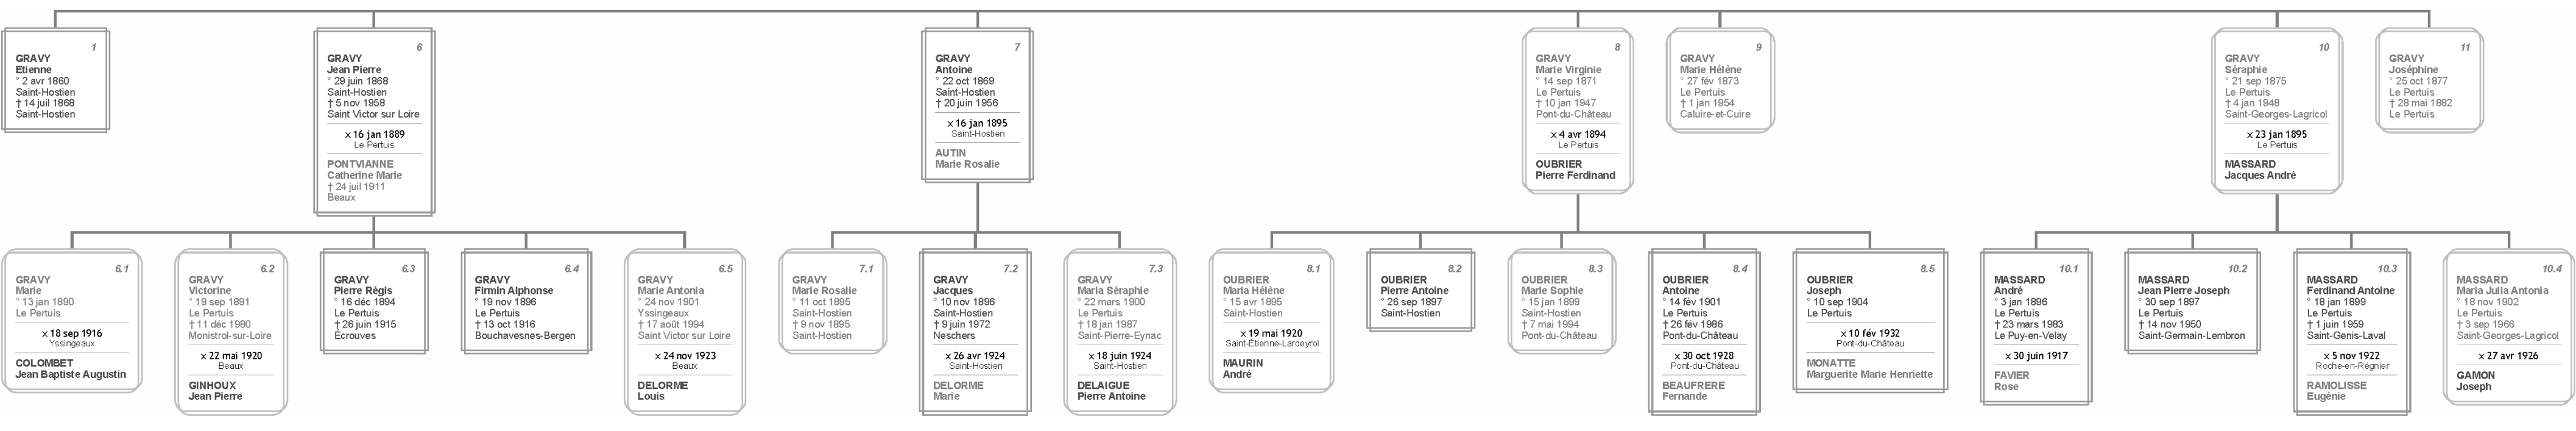 1
GRAVY
Etienne
° 2 avr 1860
Saint-Hostien
† 14 juil 1868
Saint-Hostien
6
GRAVY
Jean Pierre
° 29 juin 1868
Saint-Hostien
† 5 nov 1958
Saint Victor sur Loire
x 16 jan 1889
Le Pertuis
PONTVIANNE
Catherine Marie
† 24 juil 1911
Beaux
7
GRAVY
Antoine
° 22 oct 1869
Saint-Hostien
† 20 juin 1956
x 16 jan 1895
Saint-Hostien
AUTIN
Marie Rosalie
8
GRAVY
Marie Virginie
° 14 sep 1871
Le Pertuis
† 10 jan 1947
Pont-du-Château
x 4 avr 1894
Le Pertuis
OUBRIER
Pierre Ferdinand
9
GRAVY
Marie Hélène
° 27 fév 1873
Le Pertuis
† 1 jan 1954
Caluire-et-Cuire
10
GRAVY
Séraphie
° 21 sep 1875
Le Pertuis
† 4 jan 1948
Saint-Georges-Lagricol
x 23 jan 1895
Le Pertuis
MASSARD
Jacques André
11
GRAVY
Joséphine
° 25 oct 1877
Le Pertuis
† 28 mai 1882
Le Pertuis
6.1
GRAVY
Marie
° 13 jan 1890
Le Pertuis
x 18 sep 1916
Yssingeaux
COLOMBET
Jean Baptiste Augustin
6.2
GRAVY
Victorine
° 19 sep 1891
Le Pertuis
† 11 déc 1980
Monistrol-sur-Loire
x 22 mai 1920
Beaux
GINHOUX
Jean Pierre
6.3
GRAVY
Pierre Régis
° 16 déc 1894
Le Pertuis
† 26 juin 1915
Écrouves
6.4
GRAVY
Firmin Alphonse
° 19 nov 1896
Le Pertuis
† 13 oct 1916
Bouchavesnes-Bergen
6.5
GRAVY
Marie Antonia
° 24 nov 1901
Yssingeaux
† 17 août 1994
Saint Victor sur Loire
x 24 nov 1923
Beaux
DELORME
Louis
7.1
GRAVY
Marie Rosalie
° 11 oct 1895
Saint-Hostien
† 9 nov 1895
Saint-Hostien
7.2
GRAVY
Jacques
° 10 nov 1896
Saint-Hostien
† 9 juin 1972
Neschers
x 26 avr 1924
Saint-Hostien
DELORME
Marie
7.3
GRAVY
Maria Séraphie
° 22 mars 1900
Le Pertuis
† 18 jan 1987
Saint-Pierre-Eynac
x 18 juin 1924
Saint-Hostien
DELAIGUE
Pierre Antoine
8.1
OUBRIER
Maria Hélène
° 15 avr 1895
Saint-Hostien
x 19 mai 1920
Saint-Étienne-Lardeyrol
MAURIN
André
8.2
OUBRIER
Pierre Antoine
° 26 sep 1897
Saint-Hostien
8.3
OUBRIER
Marie Sophie
° 15 jan 1899
Saint-Hostien
† 7 mai 1994
Pont-du-Château
8.4
OUBRIER
Antoine
° 14 fév 1901
Le Pertuis
† 26 fév 1986
Pont-du-Château
x 30 oct 1928
Pont-du-Château
BEAUFRERE
Fernande
8.5
OUBRIER
Joseph
° 10 sep 1904
Le Pertuis
x 10 fév 1932
Pont-du-Château
MONATTE
Marguerite Marie Henriette
10.1
MASSARD
André
° 3 jan 1896
Le Pertuis
† 23 mars 1983
Le Puy-en-Velay
x 30 juin 1917
FAVIER
Rose
10.2
MASSARD
Jean Pierre Joseph
° 30 sep 1897
Le Pertuis
† 14 nov 1950
Saint-Germain-Lembron
10.3
MASSARD
Ferdinand Antoine
° 18 jan 1899
Le Pertuis
† 1 juin 1959
Saint-Genis-Laval
x 5 nov 1922
Roche-en-Régnier
RAMOLISSE
Eugénie
10.4
MASSARD
Maria Julia Antonia
° 18 nov 1902
Le Pertuis
† 3 sep 1966
Saint-Georges-Lagricol
x 27 avr 1926
GAMON
Joseph